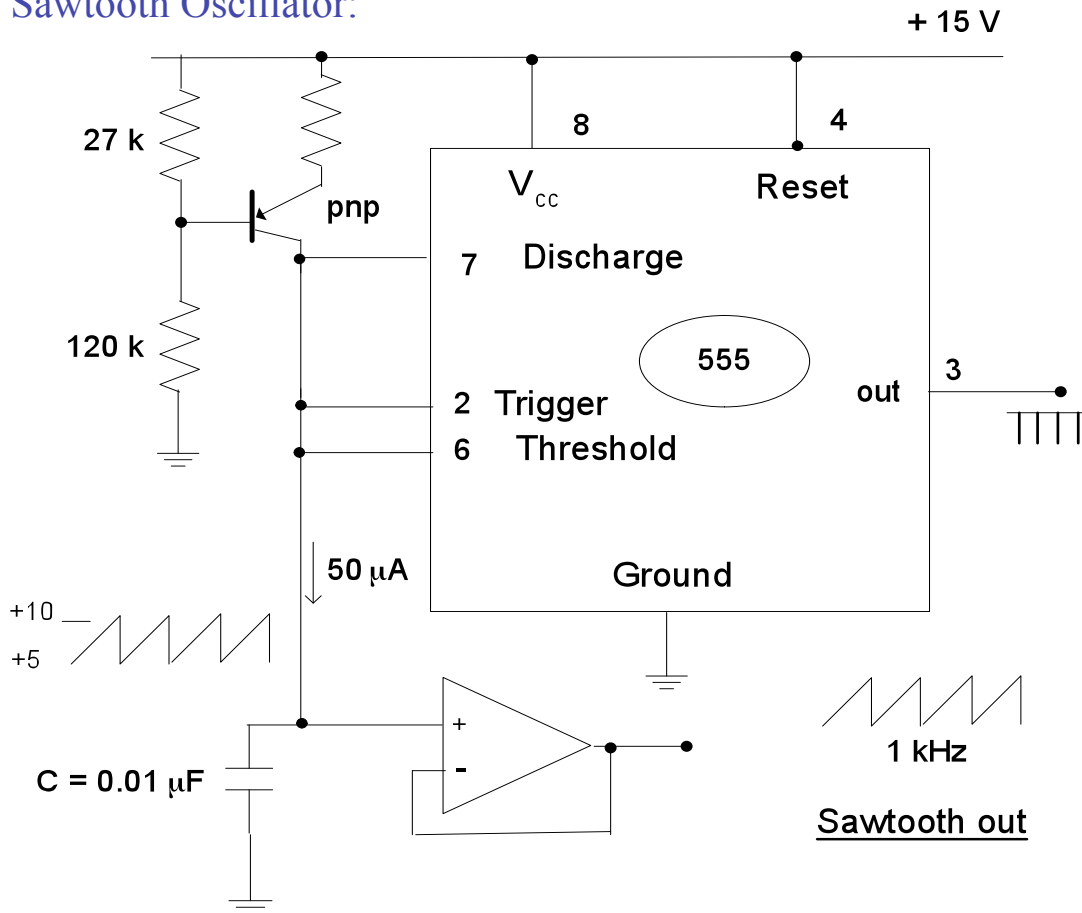 Sawtooth Oscillator:
+ 15 V
27 k
8
4
Vcc
Reset
pnp
7 Discharge
120 k
555
2 Trigger
out
3
6 Threshold
50 μA
Ground
+10
+5
+
-
1 kHz
C = 0.01 μF
Sawtooth out